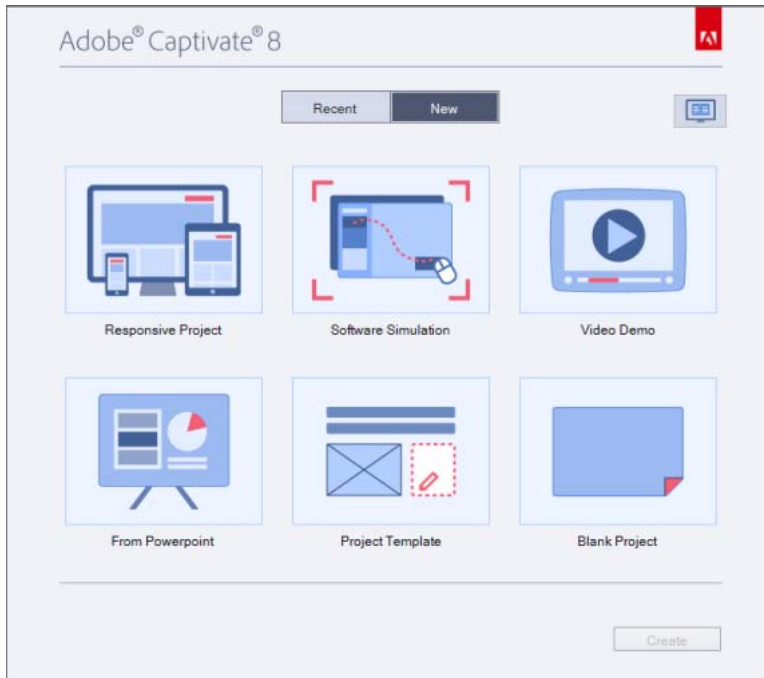 Adobe® Captivate® 8
Recent New
Responsive Project Software Simulation Video Demo
From Powerpoint Project Template Blank Project
Create